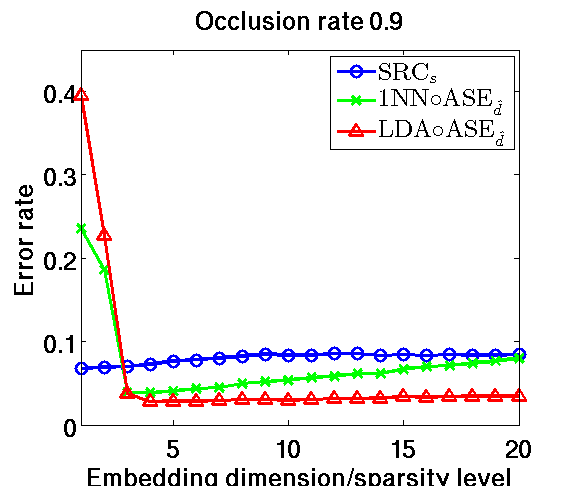 Occlusion rate 0.9
SRCₛ
1NN∘ASE_d̂
LDA∘ASE_d̂
Error rate
0.4
0.3
0.2
0.1
0
5 10 15 20
Embedding dimension/sparsity level